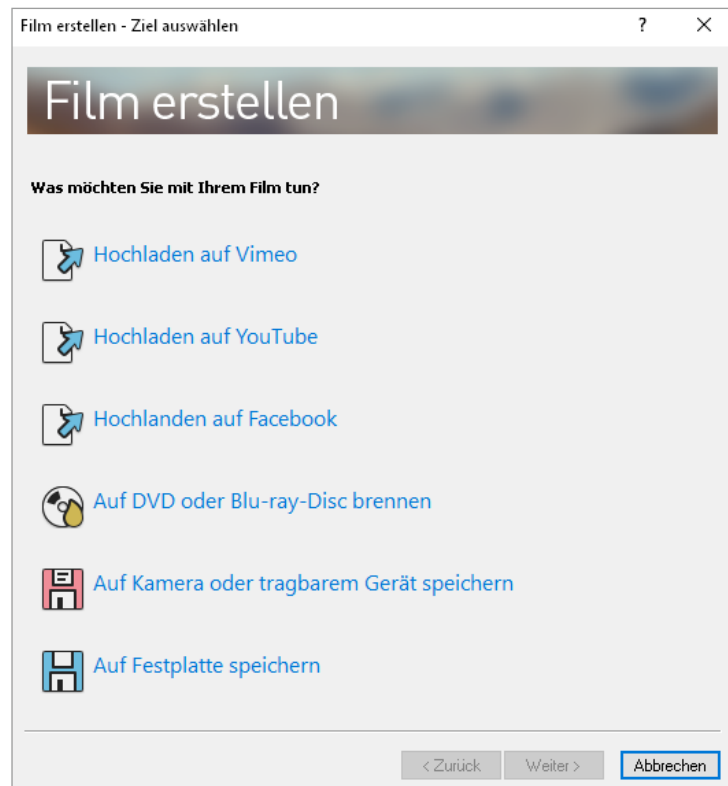 Film erstellen - Ziel auswählen
Film erstellen
Was möchten Sie mit Ihrem Film tun?
Hochladen auf Vimeo
Hochladen auf YouTube
Hochlanden auf Facebook
Auf DVD oder Blu-ray-Disc brennen
Auf Kamera oder tragbarem Gerät speichern
Auf Festplatte speichern
< Zurück Weiter > Abbrechen